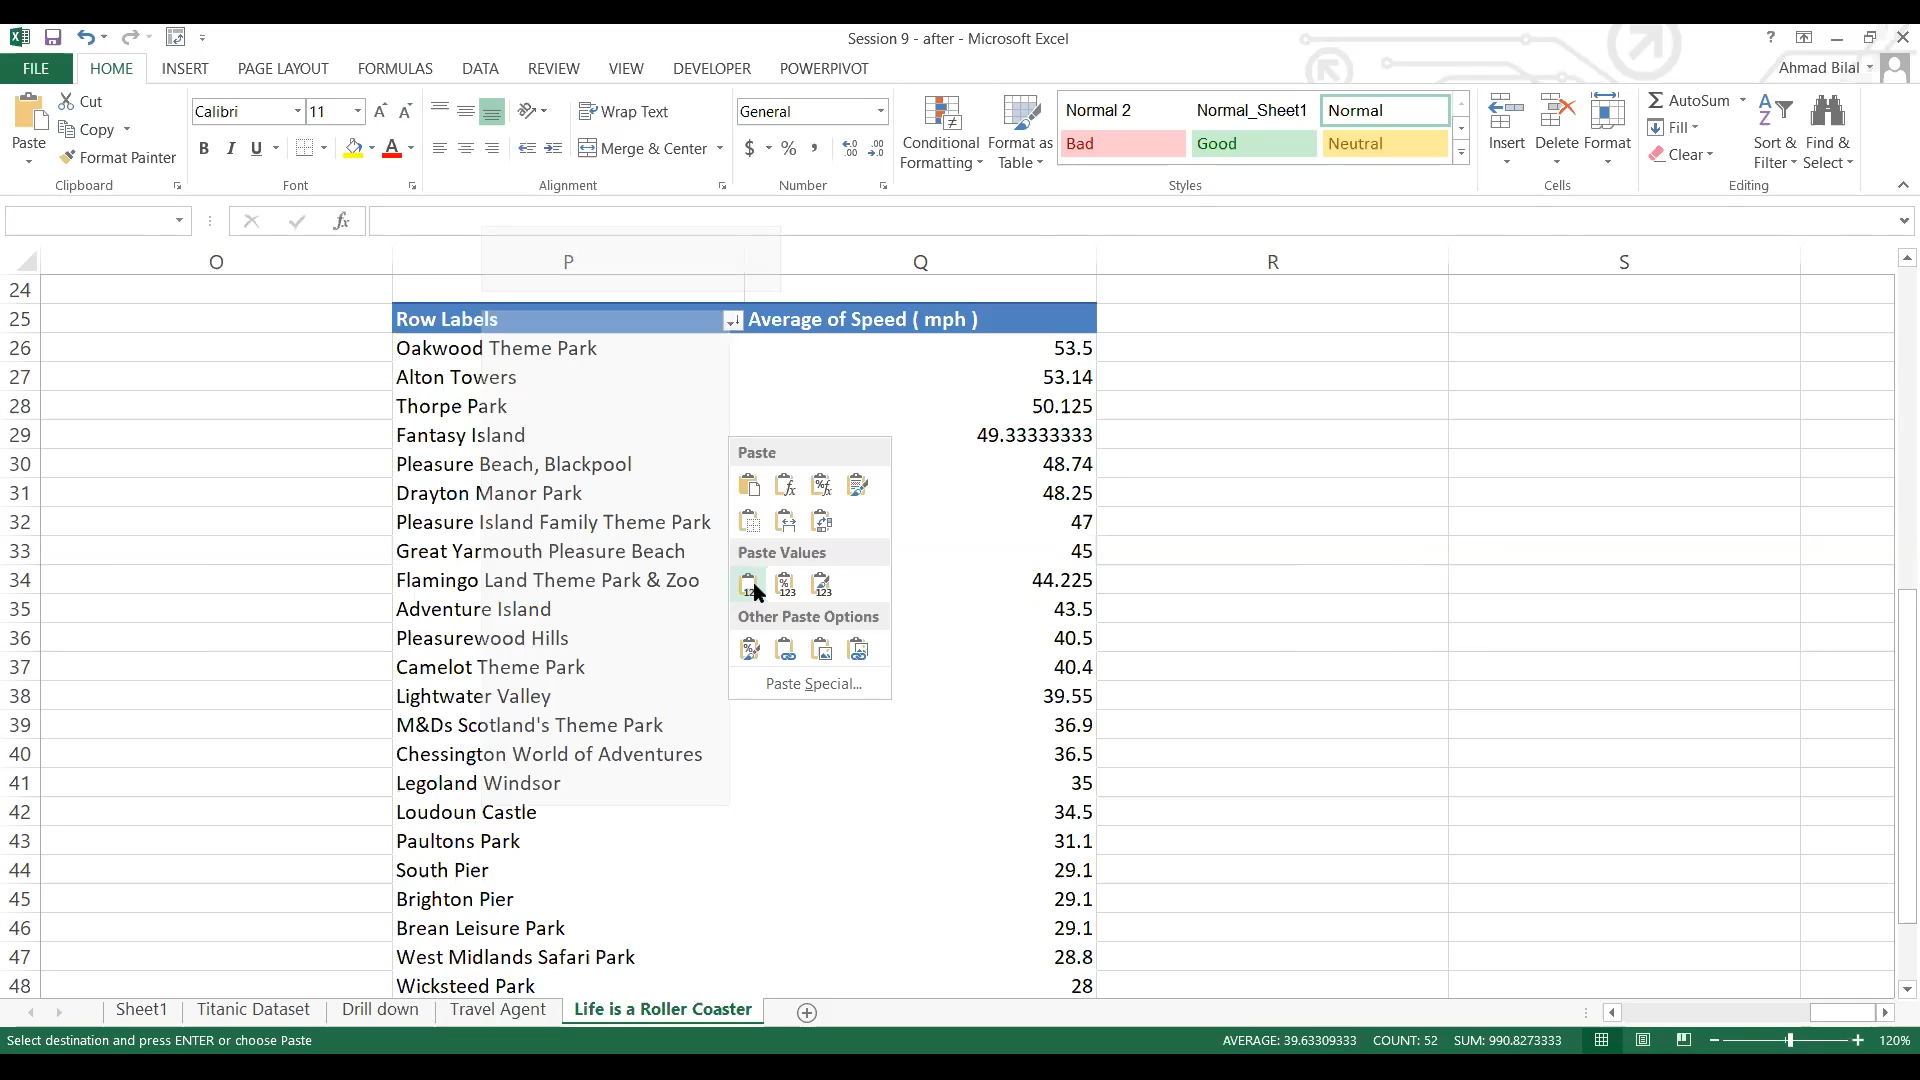 Session 9 - after - Microsoft Excel
?
FILE HOME INSERT PAGE LAYOUT FORMULAS DATA REVIEW VIEW DEVELOPER POWERPIVOT
Ahmad Bilal
Paste
Cut
Copy
Format Painter
Clipboard
Calibri 11
B I U A
Font
Wrap Text
Merge & Center
Alignment
General
$ % ,
Number
Conditional Formatting
Format as Table
Normal 2 Normal_Sheet1 Normal
Bad Good Neutral
Styles
Insert Delete Format
Cells
AutoSum
Fill
Clear
Sort & Filter
Find & Select
Editing
fx
O P Q R S
24
25 Row Labels Average of Speed ( mph )
26 Oakwood Theme Park 53.5
27 Alton Towers 53.14
28 Thorpe Park 50.125
29 Fantasy Island 49.33333333
30 Pleasure Beach, Blackpool 48.74
31 Drayton Manor Park 48.25
32 Pleasure Island Family Theme Park 47
33 Great Yarmouth Pleasure Beach 45
34 Flamingo Land Theme Park & Zoo 44.225
35 Adventure Island 43.5
36 Pleasurewood Hills 40.5
37 Camelot Theme Park 40.4
38 Lightwater Valley 39.55
39 M&Ds Scotland's Theme Park 36.9
40 Chessington World of Adventures 36.5
41 Legoland Windsor 35
42 Loudoun Castle 34.5
43 Paultons Park 31.1
44 South Pier 29.1
45 Brighton Pier 29.1
46 Brean Leisure Park 29.1
47 West Midlands Safari Park 28.8
48 Wicksteed Park 28
Paste
Paste Values
Other Paste Options
Paste Special...
Sheet1 Titanic Dataset Drill down Travel Agent Life is a Roller Coaster
Select destination and press ENTER or choose Paste
AVERAGE: 39.63309333 COUNT: 52 SUM: 990.8273333
120%